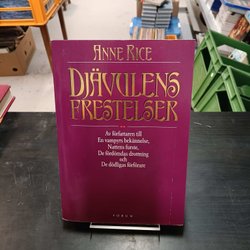 ANNE RICE
DJÄVULENS
FRESTELSER
Av författaren till
En vampyrs bekännelse,
Nattens furste,
De fördömdas drottning
och
De dödligas förförare
FORUM